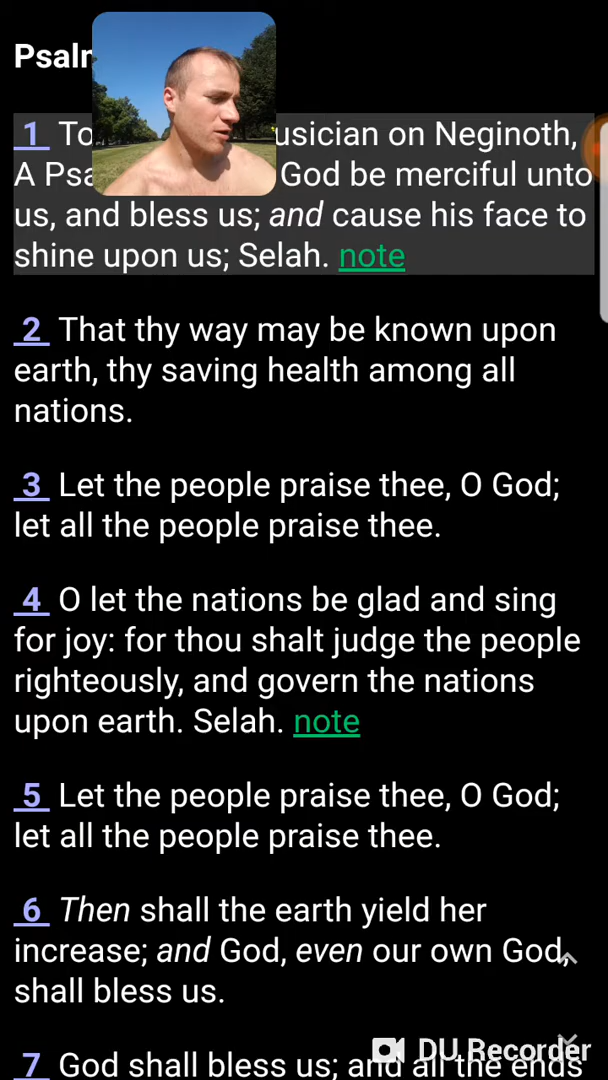 Psalm
1 To usician on Neginoth,
A Psa God be merciful unto
us, and bless us; and cause his face to
shine upon us; Selah. note
2 That thy way may be known upon
earth, thy saving health among all
nations.
3 Let the people praise thee, O God;
let all the people praise thee.
4 O let the nations be glad and sing
for joy: for thou shalt judge the people
righteously, and govern the nations
upon earth. Selah. note
5 Let the people praise thee, O God;
let all the people praise thee.
6 Then shall the earth yield her
increase; and God, even our own God,
shall bless us.
7 God shall bless us; and all the ends
DU Recorder